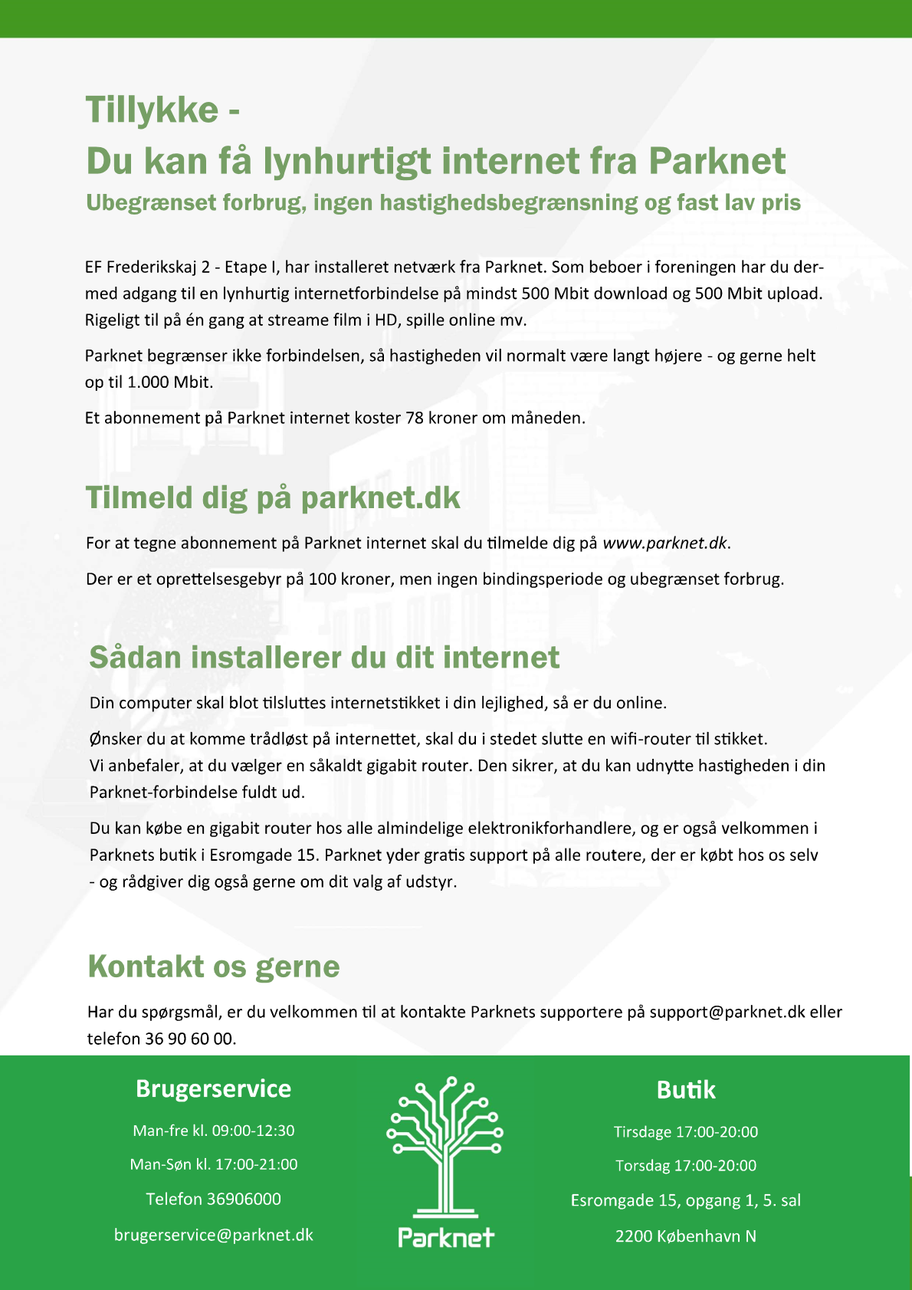 Tillykke -
Du kan få lynhurtigt internet fra Parknet
Ubegrænset forbrug, ingen hastighedsbegrænsning og fast lav pris
EF Frederikskaj 2 - Etape I, har installeret netværk fra Parknet. Som beboer i foreningen har du der-
med adgang til en lynhurtig internetforbindelse på mindst 500 Mbit download og 500 Mbit upload.
Rigeligt til på én gang at streame film i HD, spille online mv.
Parknet begrænser ikke forbindelsen, så hastigheden vil normalt være langt højere - og gerne helt
op til 1.000 Mbit.
Et abonnement på Parknet internet koster 78 kroner om måneden.
Tilmeld dig på parknet.dk
For at tegne abonnement på Parknet internet skal du tilmelde dig på www.parknet.dk.
Der er et oprettelsesgebyr på 100 kroner, men ingen bindingsperiode og ubegrænset forbrug.
Sådan installerer du dit internet
Din computer skal blot tilsluttes internetstikket i din lejlighed, så er du online.
Ønsker du at komme trådløst på internettet, skal du i stedet slutte en wifi-router til stikket.
Vi anbefaler, at du vælger en såkaldt gigabit router. Den sikrer, at du kan udnytte hastigheden i din
Parknet-forbindelse fuldt ud.
Du kan købe en gigabit router hos alle almindelige elektronikforhandlere, og er også velkommen i
Parknets butik i Esromgade 15. Parknet yder gratis support på alle routere, der er købt hos os selv
- og rådgiver dig også gerne om dit valg af udstyr.
Kontakt os gerne
Har du spørgsmål, er du velkommen til at kontakte Parknets supportere på support@parknet.dk eller
telefon 36 90 60 00.
Brugerservice
Man-fre kl. 09:00-12:30
Man-Søn kl. 17:00-21:00
Telefon 36906000
brugerservice@parknet.dk
Parknet
Butik
Tirsdage 17:00-20:00
Torsdag 17:00-20:00
Esromgade 15, opgang 1, 5. sal
2200 København N